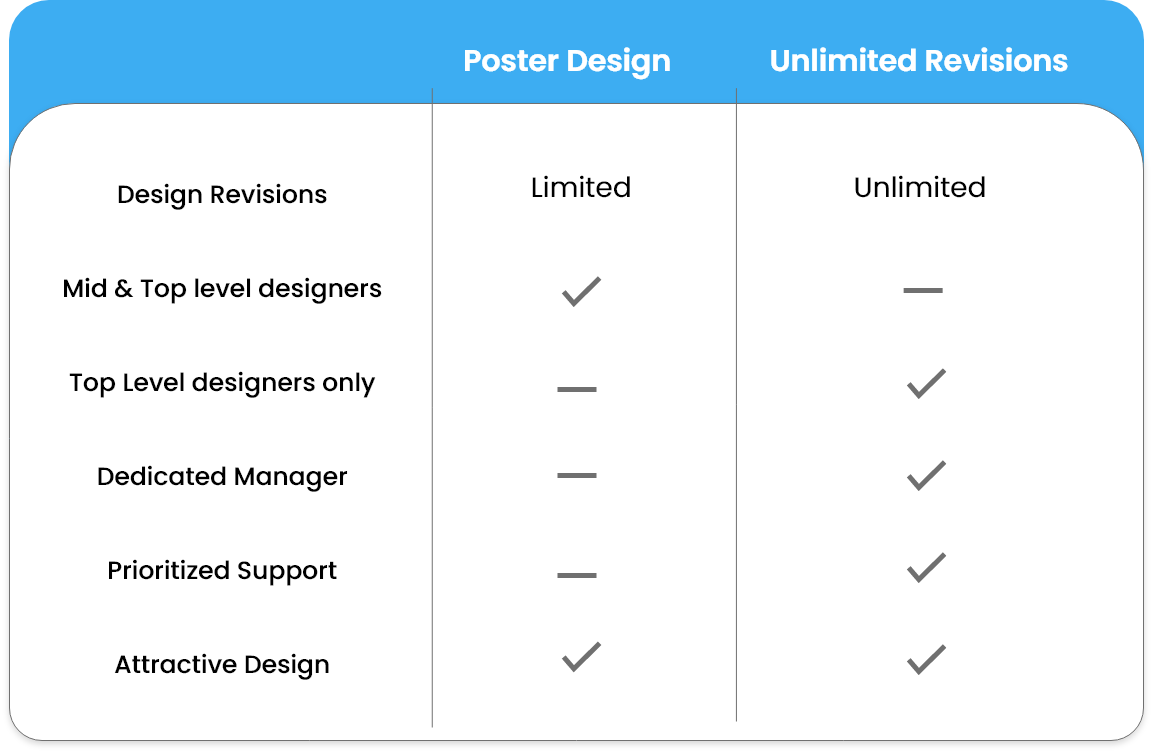 Poster Design
Unlimited Revisions
Design Revisions
Limited
Unlimited
Mid & Top level designers
Top Level designers only
Dedicated Manager
Prioritized Support
Attractive Design